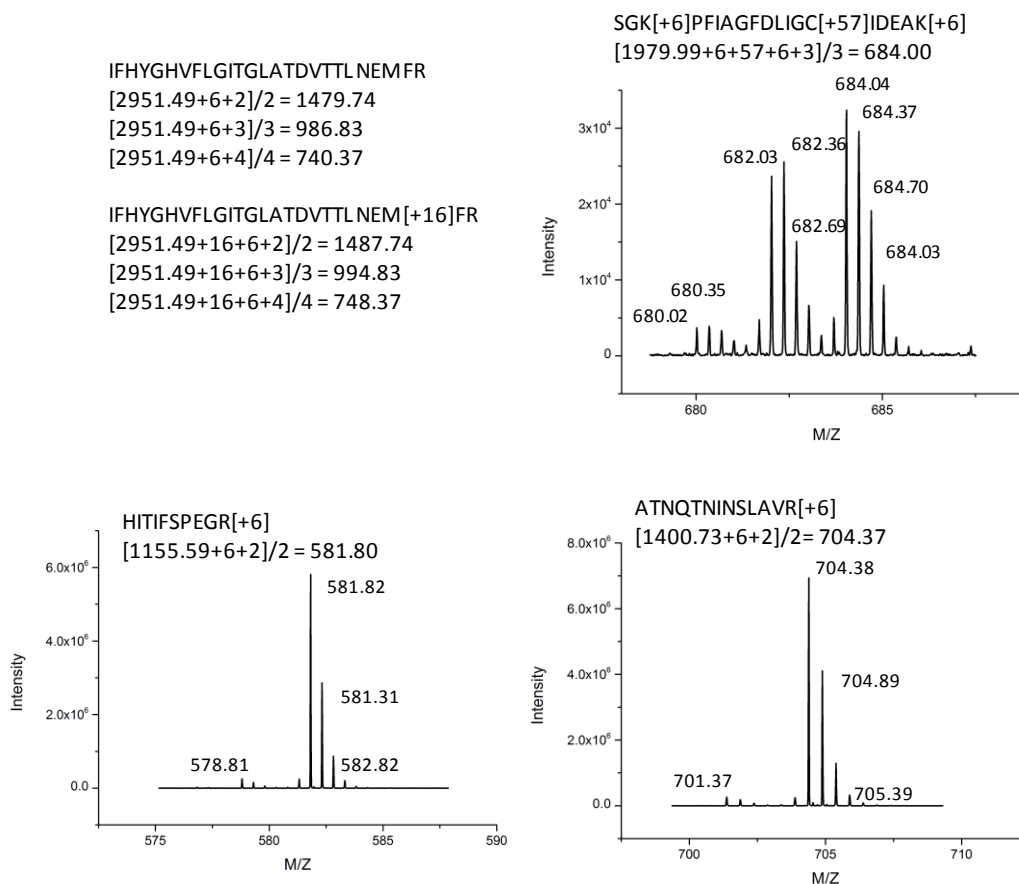 IFHYGHVFLGITGLATDVTTLNEMFR
[2951.49+6+2]/2 = 1479.74
[2951.49+6+3]/3 = 986.83
[2951.49+6+4]/4 = 740.37
IFHYGHVFLGITGLATDVTTLNEM[+16]FR
[2951.49+16+6+2]/2 = 1487.74
[2951.49+16+6+3]/3 = 994.83
[2951.49+16+6+4]/4 = 748.37
SGK[+6]PFIAGFDLIGC[+57]IDEAK[+6]
[1979.99+6+57+6+3]/3 = 684.00
684.04
684.37
682.36
682.03
684.70
682.69
684.03
680.35
680.02
3x10⁴
2x10⁴
1x10⁴
0
Intensity
680
685
M/Z
HITIFSPEGR[+6]
[1155.59+6+2]/2 = 581.80
581.82
581.31
578.81
582.82
6.0x10⁶
4.0x10⁶
2.0x10⁶
0.0
Intensity
575
580
585
590
M/Z
ATNQTNINSLAVR[+6]
[1400.73+6+2]/2= 704.37
704.38
704.89
701.37
705.39
8.0x10⁶
6.0x10⁶
4.0x10⁶
2.0x10⁶
0.0
Intensity
700
705
710
M/Z